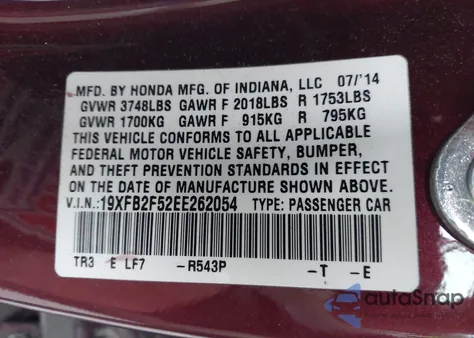 MFD. BY HONDA MFG. OF INDIANA, LLC 07/'14
GVWR 3748LBS GAWR F 2018LBS R 1753LBS
GVWR 1700KG GAWR F 915KG R 795KG
THIS VEHICLE CONFORMS TO ALL APPLICABLE
FEDERAL MOTOR VEHICLE SAFETY, BUMPER,
AND THEFT PREVENTION STANDARDS IN EFFECT
ON THE DATE OF MANUFACTURE SHOWN ABOVE.
V.I.N.:19XFB2F52EE262054 TYPE: PASSENGER CAR
TR3 E LF7 -R543P -T -E
autoSnap